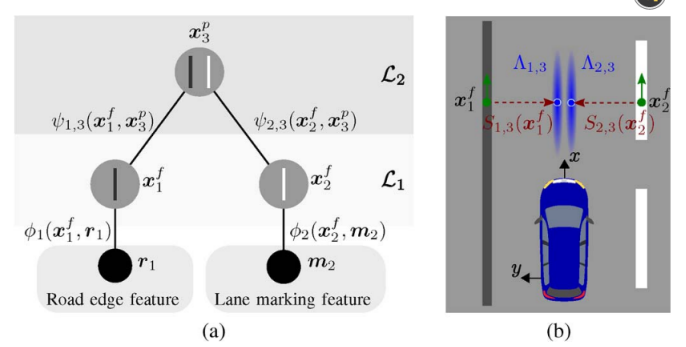 x_3^p
ℒ_2
ψ_{1,3}(x_1^f, x_3^p)
ψ_{2,3}(x_2^f, x_3^p)
x_1^f
x_2^f
ℒ_1
ϕ_1(x_1^f, r_1)
ϕ_2(x_2^f, m_2)
r_1
m_2
Road edge feature
Lane marking feature
(a)
Λ_{1,3}
Λ_{2,3}
x_1^f
x_2^f
S_{1,3}(x_1^f)
S_{2,3}(x_2^f)
x
y
(b)